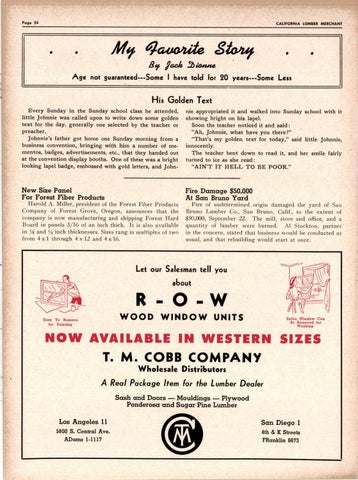 Page 24
CALIFORNIA LUMBER MERCHANT
My Favorite Story
By Jack Dionne
Age not guaranteed---Some I have told for 20 years---Some Less
His Golden Text
Every Sunday in the Sunday school class he attended,
little Johnnie was called upon to write down some golden
text for the day, generally one selected by the teacher or
preacher.
Johnnie's father got home one Sunday morning from a
business convention, bringing with him a number of me-
mentos, badges, advertisements, etc., that they handed out
at the convention display booths. One of these was a bright
looking lapel badge, embossed with gold letters, and John-
nie appropriated it and walked into Sunday school with it
showing bright on his lapel.
Soon the teacher noticed it and said:
"Ah, Johnnie, what have you there?"
"That's my golden text for today," said little Johnnie,
innocently.
The teacher bent down to read it, and her smile fairly
turned to ice as she read:
"AIN'T IT HELL TO BE POOR."
New Size Panel
For Forest Fiber Products
Harold A. Miller, president of the Forest Fiber Products
Company of Forest Grove, Oregon, announces that the
company is now manufacturing and shipping Forest Hard
Board in panels 3/16 of an inch thick. It is also available
in 1/8 and 1/4 inch thicknesses. Sizes rang in multiples of two
from 4x1 through 4x12 and 4x16.
Fire Damage $50,000
At San Bruno Yard
Fire of undetermined origin damaged the yard of San
Bruno Lumber Co., San Bruno, Calif., to the extent of
$50,000, September 22. The mill, store and office, and a
quantity of lumber were burned. Al Stockton, partner
in the concern, stated that business would be conducted as
usual, and that rebuilding would start at once.
Let our Salesman tell you
about
R-O-W
WOOD WINDOW UNITS
Easy To Remove
for Painting
Entire Window Can
Be Removed for
Washing
NOW AVAILABLE IN WESTERN SIZES
T. M. COBB COMPANY
Wholesale Distributors
A Real Package Item for the Lumber Dealer
Sash and Doors — Mouldings — Plywood
Ponderosa and Sugar Pine Lumber
Los Angeles 11
5800 S. Central Ave.
ADams 1-1117
TMC
San Diego 1
4th & K Streets
FRanklin 6673